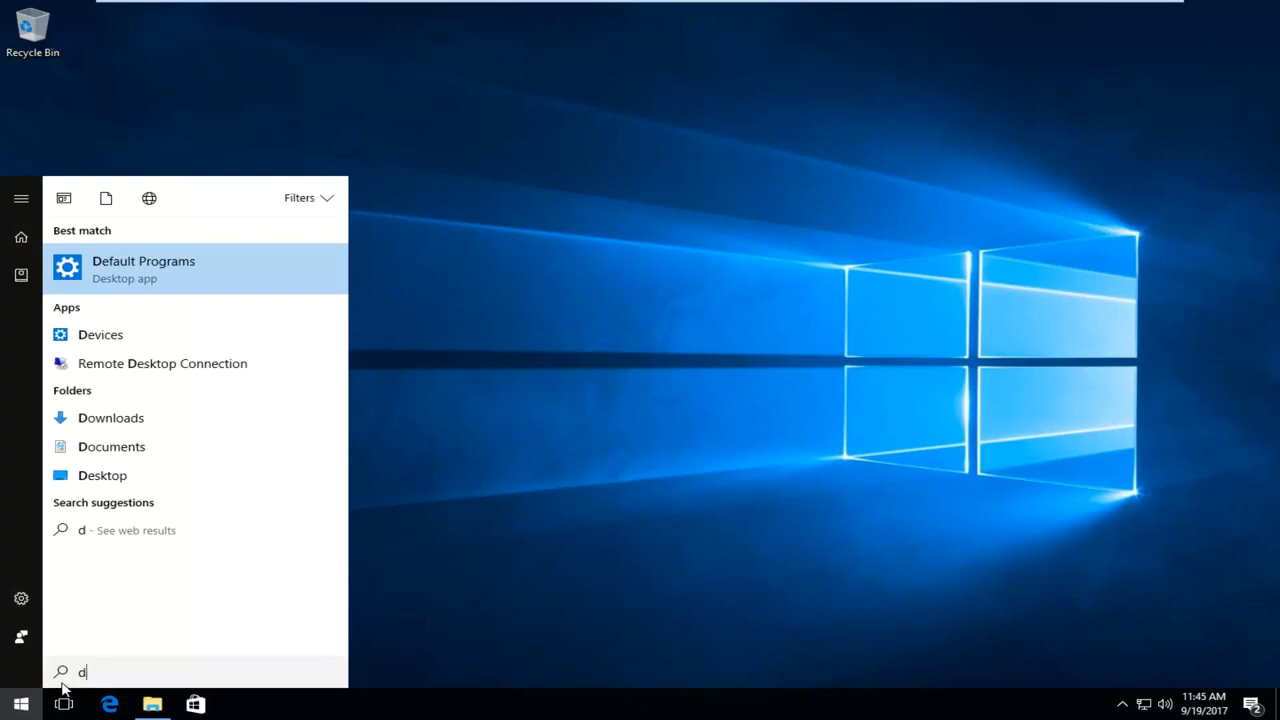 Recycle Bin
Filters
Best match
Default Programs
Desktop app
Apps
Devices
Remote Desktop Connection
Folders
Downloads
Documents
Desktop
Search suggestions
d - See web results
d
11:45 AM
9/19/2017
2